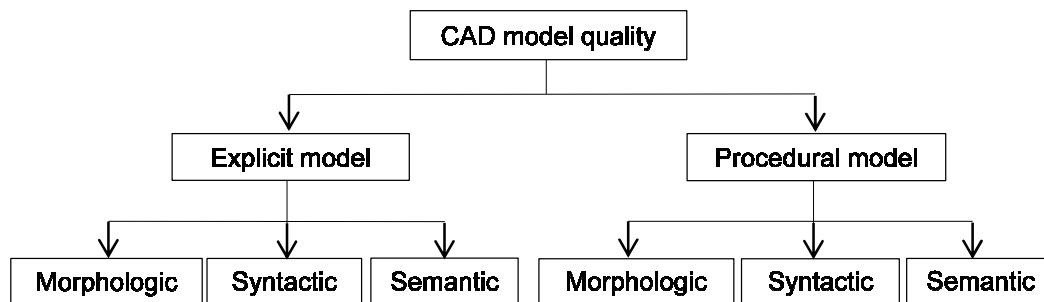 CAD model quality
Explicit model
Procedural model
Morphologic
Syntactic
Semantic
Morphologic
Syntactic
Semantic